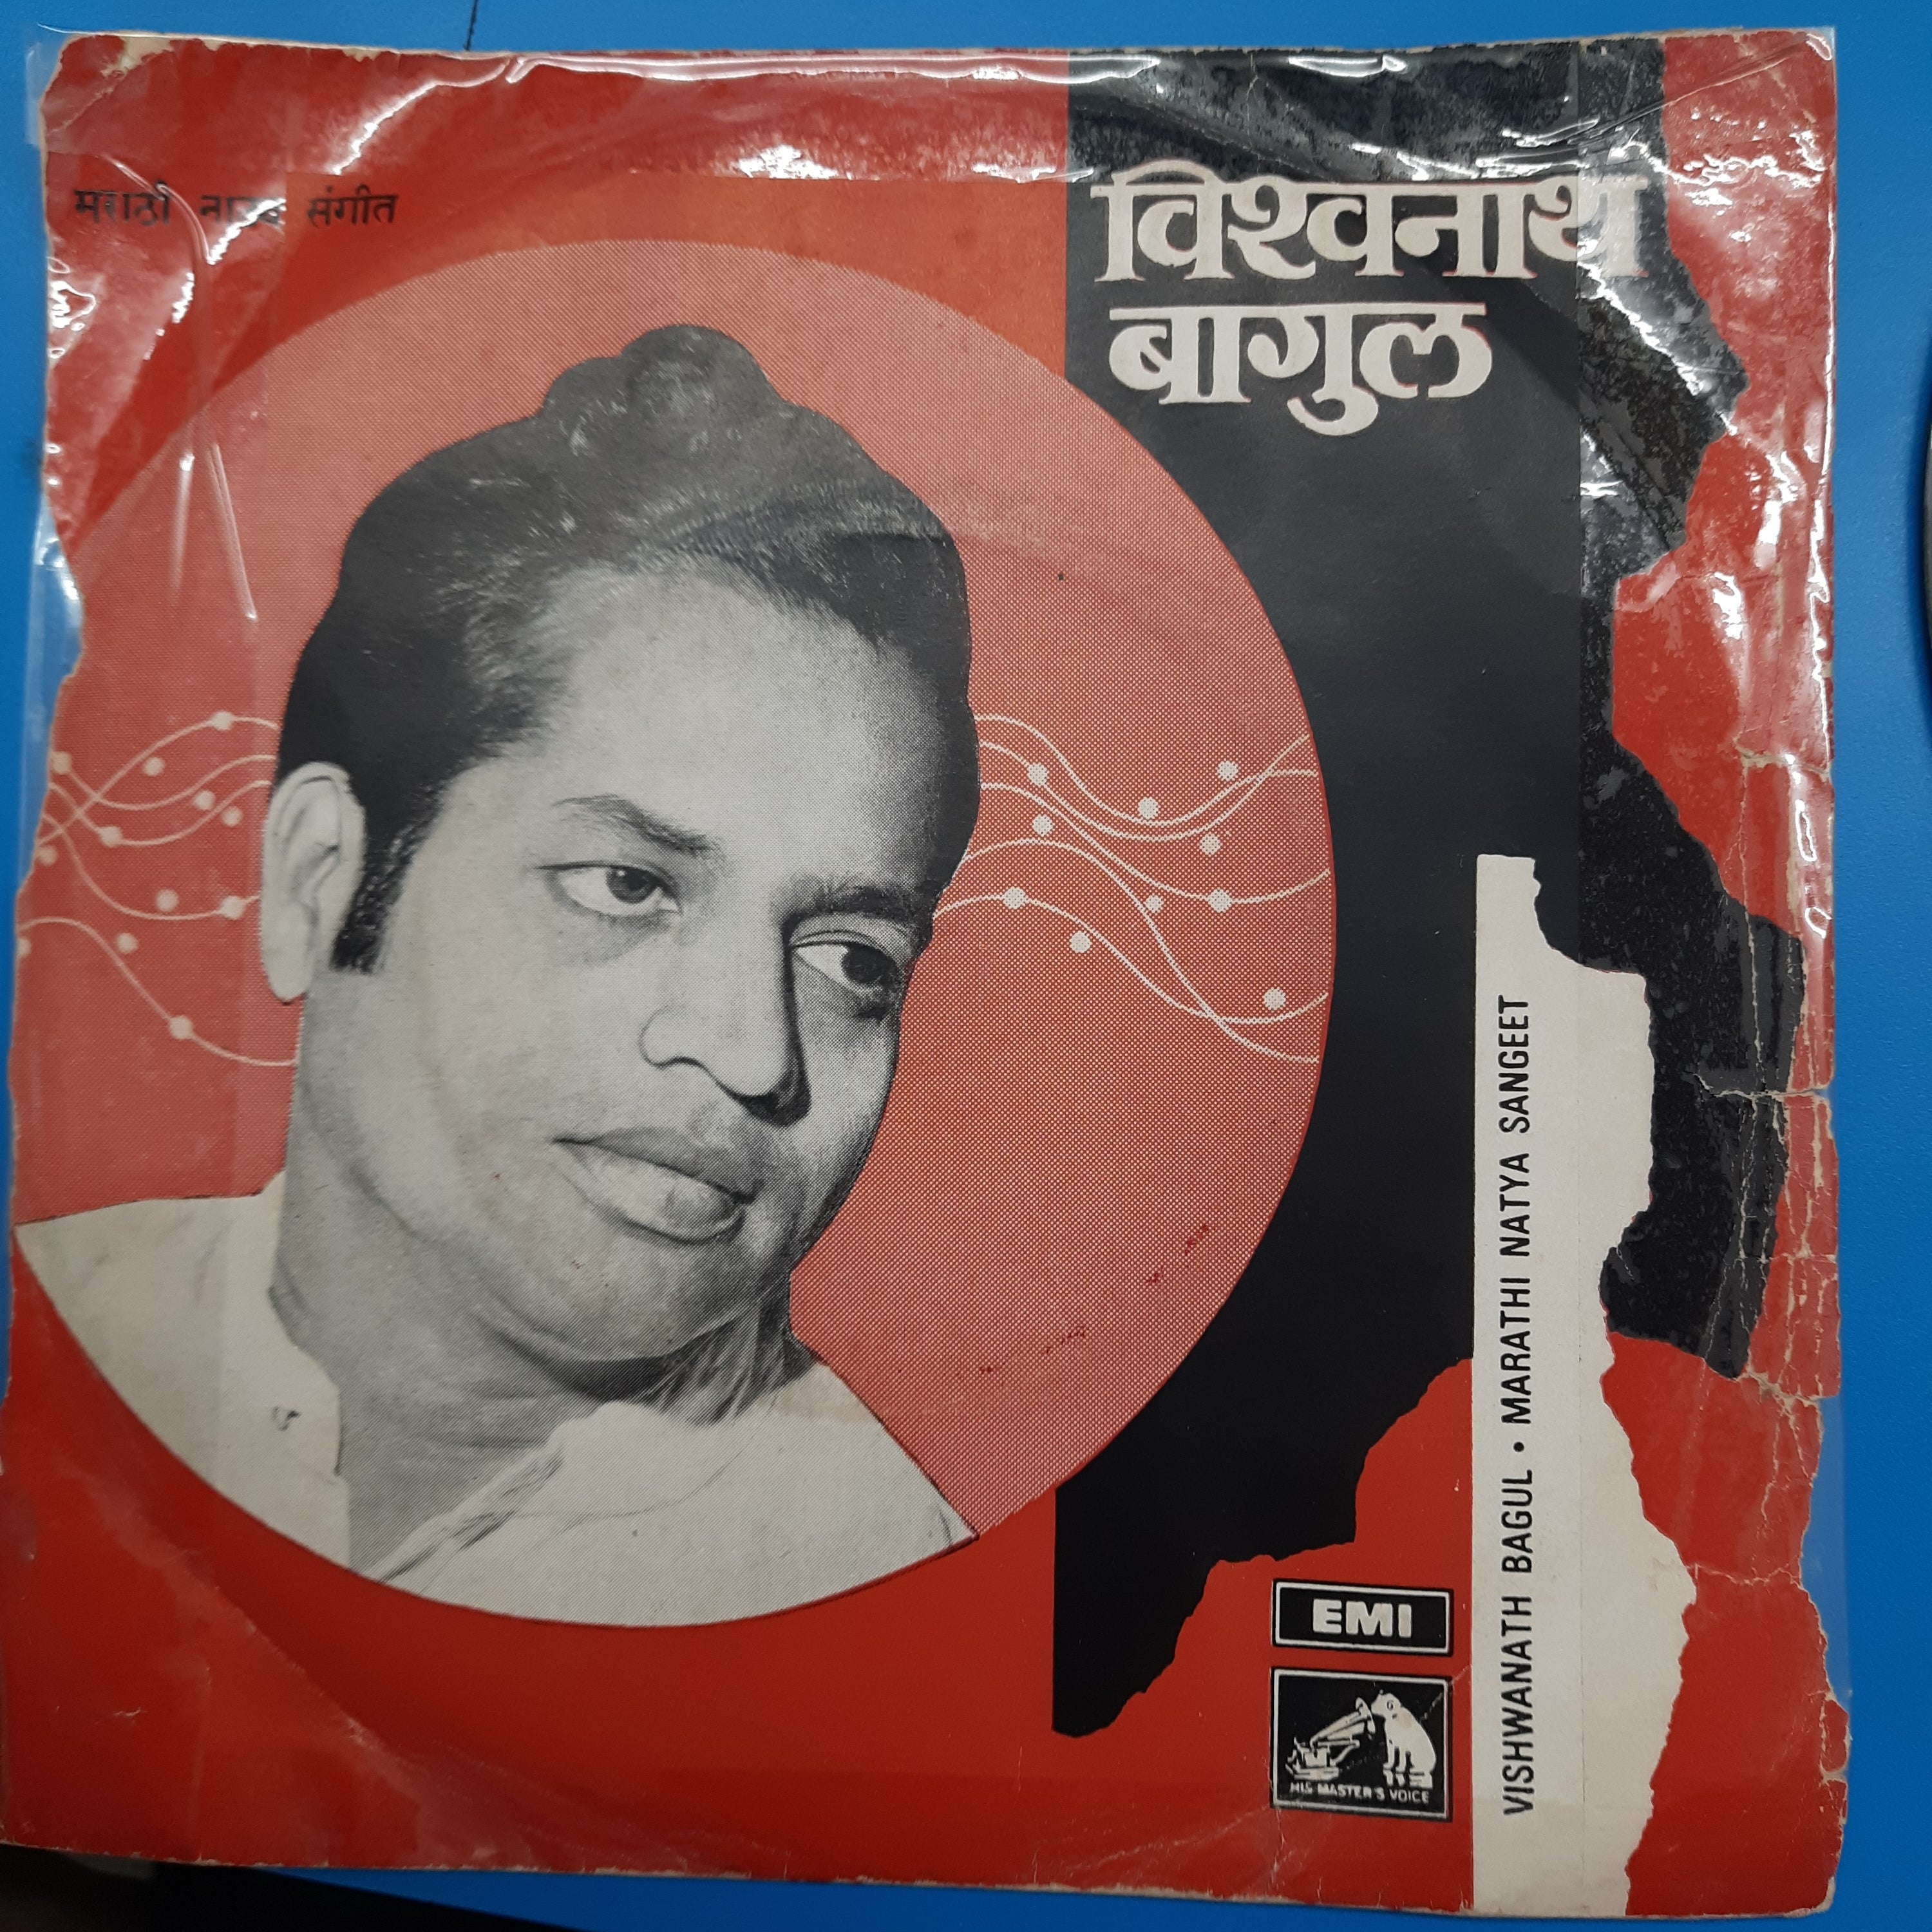 मराठी नाट्य संगीत
विश्वनाथ
बागुल
VISHWANATH BAGUL • MARATHI NATYA SANGEET
EMI
HIS MASTER'S VOICE